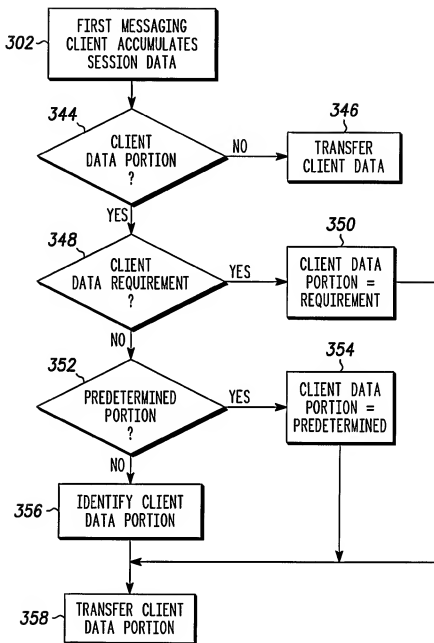 302
FIRST MESSAGING
CLIENT ACCUMULATES
SESSION DATA
344
CLIENT
DATA PORTION
?
NO
346
TRANSFER
CLIENT DATA
YES
348
CLIENT
DATA REQUIREMENT
?
YES
350
CLIENT DATA
PORTION =
REQUIREMENT
NO
352
PREDETERMINED
PORTION
?
YES
354
CLIENT DATA
PORTION =
PREDETERMINED
NO
356
IDENTIFY CLIENT
DATA PORTION
358
TRANSFER CLIENT
DATA PORTION